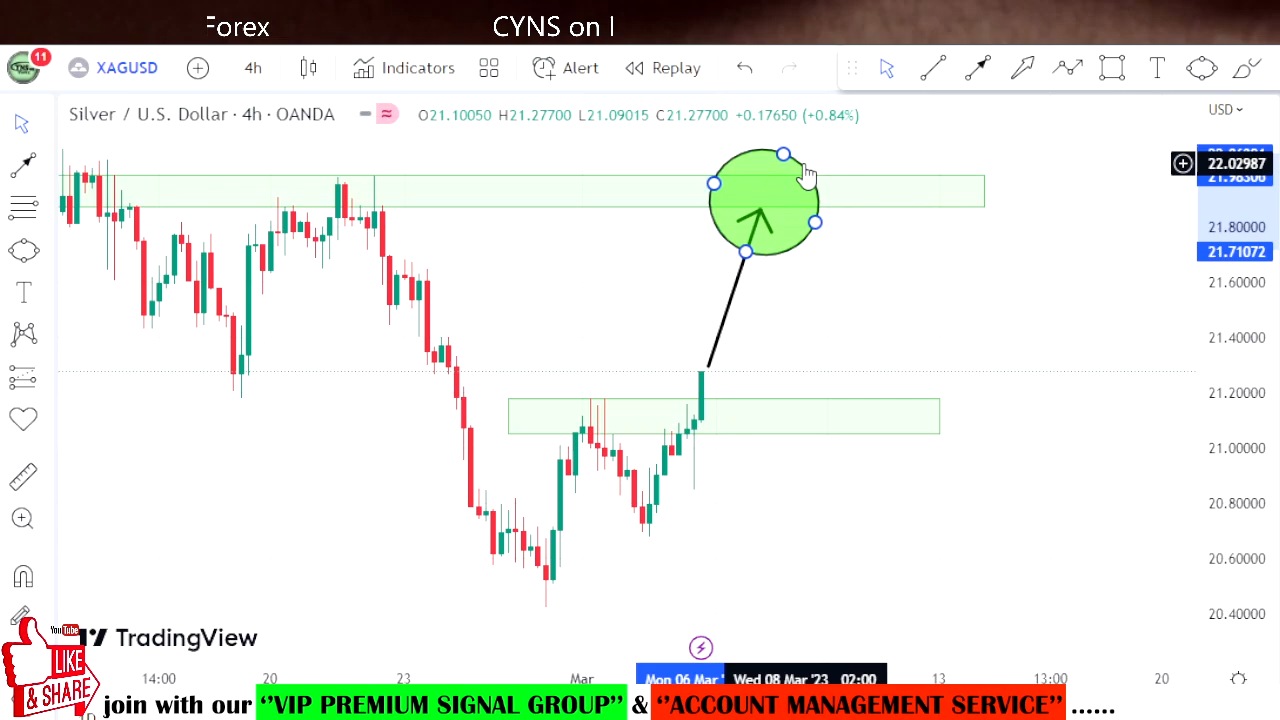 Forex CYNS on I
11
XAGUSD 4h Indicators Alert Replay
Silver / U.S. Dollar · 4h · OANDA O21.10050 H21.27700 L21.09015 C21.27700 +0.17650 (+0.84%)
USD
22.02987
21.98306
21.80000
21.71072
21.60000
21.40000
21.20000
21.00000
20.80000
20.60000
20.40000
TradingView
14:00 20 23 Mar Mon 06 Mar ' Wed 08 Mar '23 02:00 13 13:00 20
YouTube
LIKE
& SHARE
join with our "VIP PREMIUM SIGNAL GROUP" & "ACCOUNT MANAGEMENT SERVICE" ......